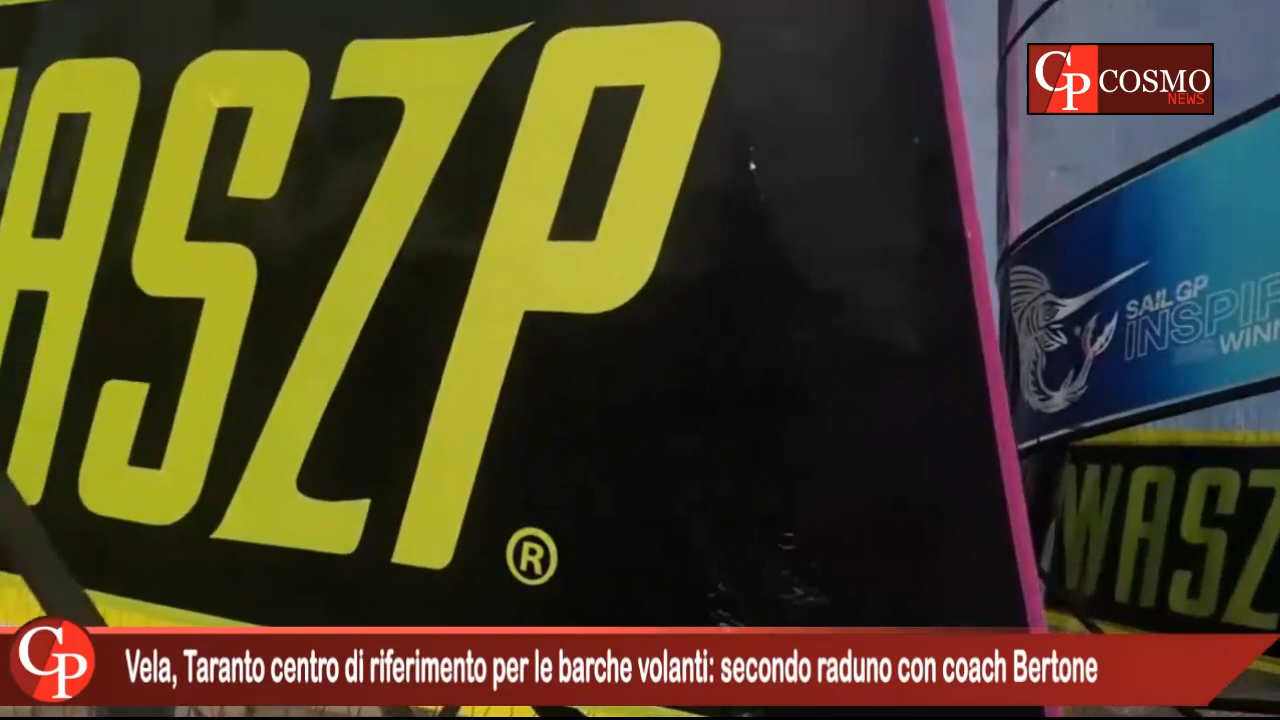 WASZP
®
CP COSMO
NEWS
SAIL GP
INSPIR
WINN
WASZ
CP
Vela, Taranto centro di riferimento per le barche volanti: secondo raduno con coach Bertone